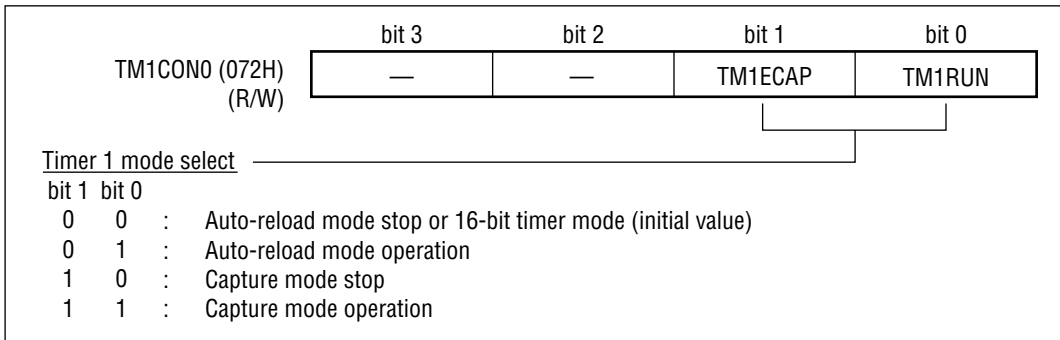 bit 3 bit 2 bit 1 bit 0
TM1CON0 (072H) — — TM1ECAP TM1RUN
(R/W)
Timer 1 mode select
bit 1 bit 0
0 0 : Auto-reload mode stop or 16-bit timer mode (initial value)
0 1 : Auto-reload mode operation
1 0 : Capture mode stop
1 1 : Capture mode operation